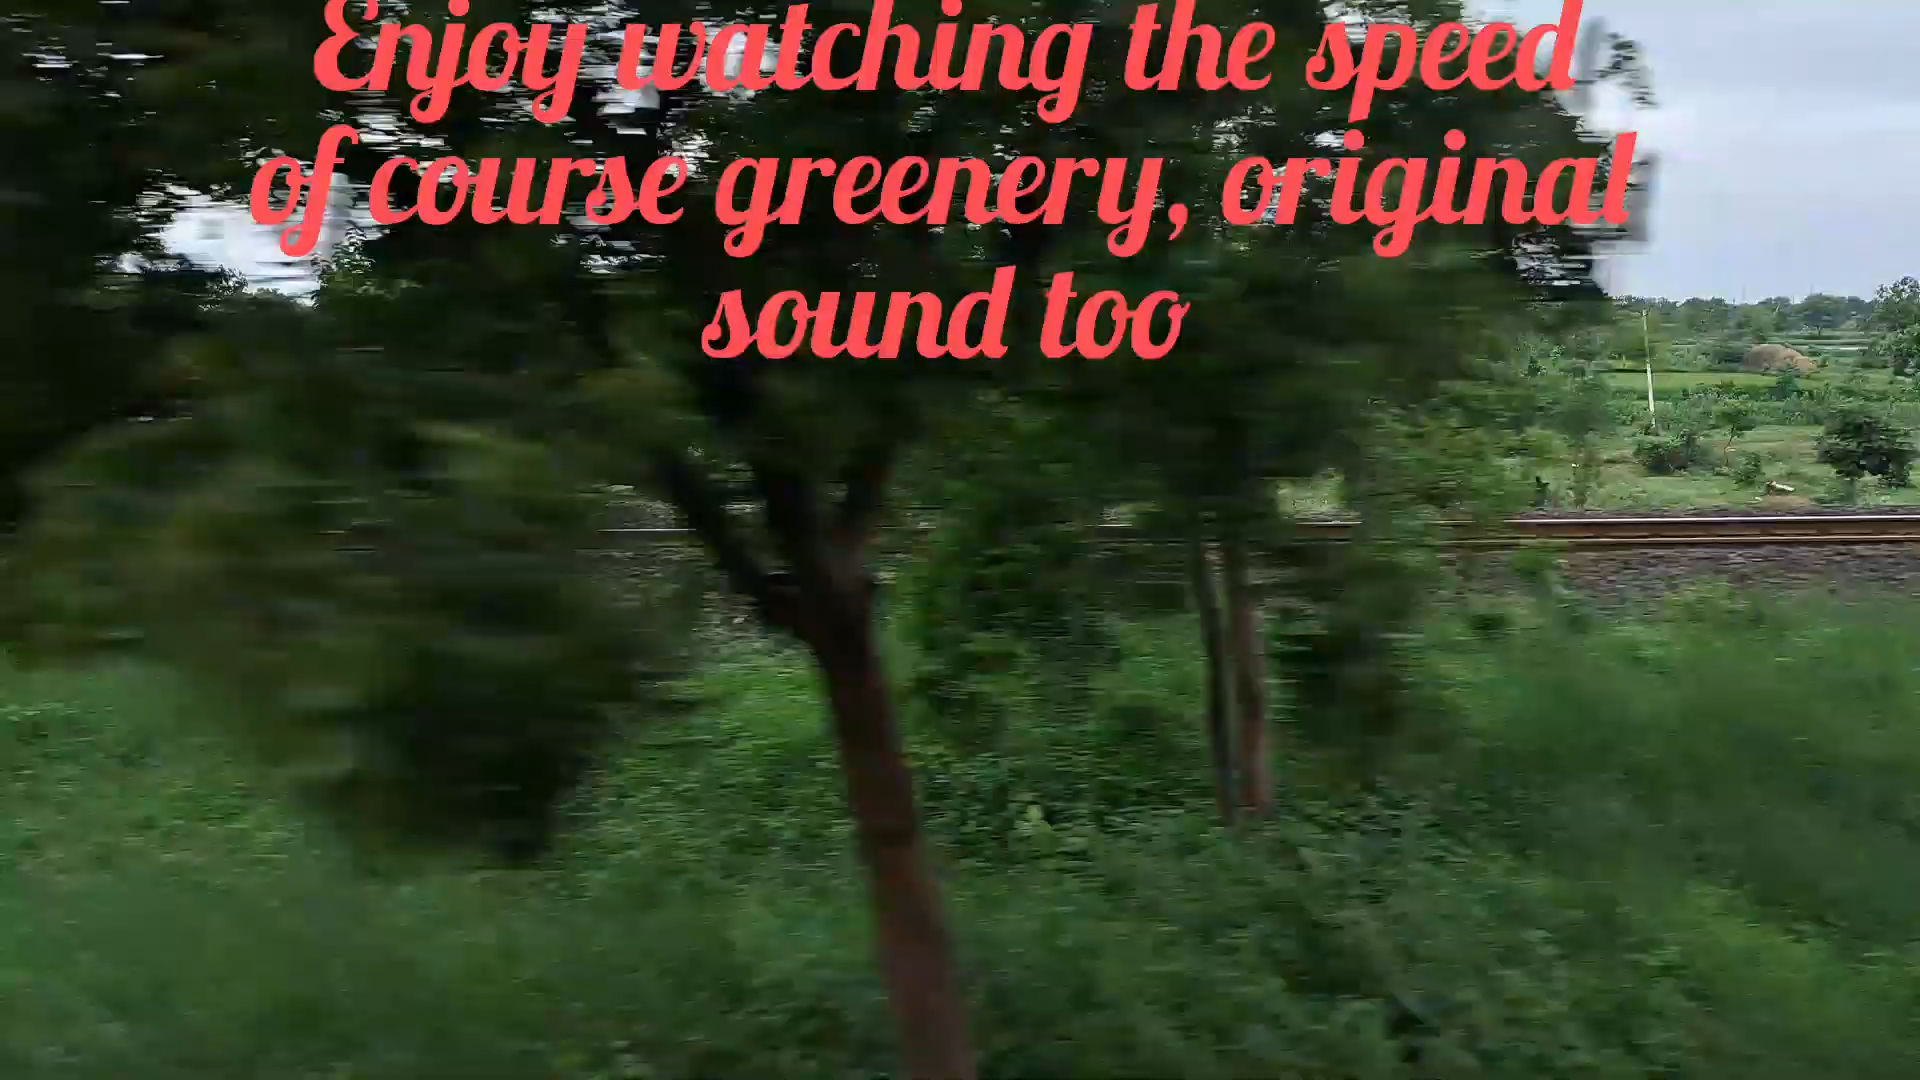 Enjoy watching the speed
of course greenery, original
sound too